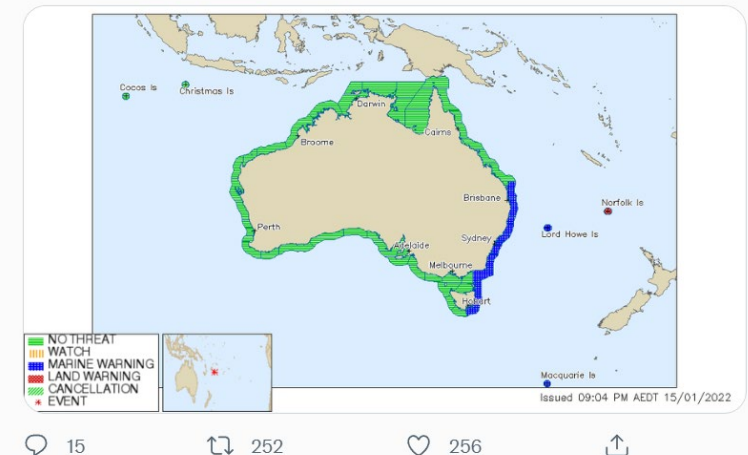 Cocos Is
Christmas Is
Darwin
Cairns
Broome
Brisbane
Norfolk Is
Perth
Lord Howe Is
Adelaide
Sydney
Melbourne
Hobart
NO THREAT
WATCH
MARINE WARNING
LAND WARNING
CANCELLATION
EVENT
Macquarie Is
Issued 09:04 PM AEDT 15/01/2022
15
252
256